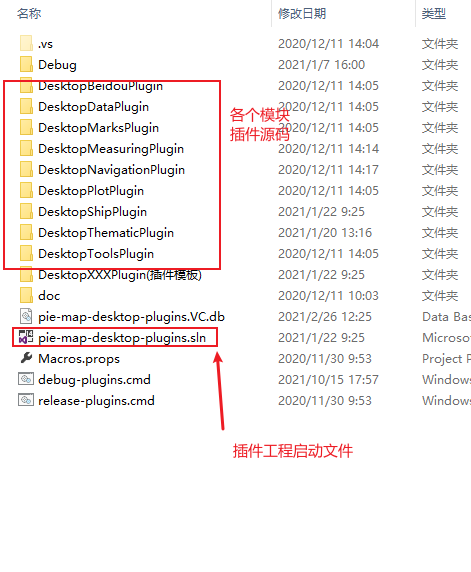 名称 修改日期 类型
.vs 2020/12/11 14:04 文件夹
Debug 2021/1/7 16:00 文件夹
DesktopBeidouPlugin 2020/12/11 14:05 文件夹
DesktopDataPlugin 2020/12/11 14:05 文件夹
DesktopMarksPlugin 2020/12/11 14:05 文件夹
DesktopMeasuringPlugin 2020/12/11 14:14 文件夹
DesktopNavigationPlugin 2020/12/11 14:17 文件夹
DesktopPlotPlugin 2020/12/11 14:05 文件夹
DesktopShipPlugin 2021/1/22 9:25 文件夹
DesktopThematicPlugin 2021/1/20 13:16 文件夹
DesktopToolsPlugin 2020/12/11 14:05 文件夹
DesktopXXXPlugin(插件模板) 2021/1/22 9:25 文件夹
doc 2020/12/11 10:03 文件夹
pie-map-desktop-plugins.VC.db 2021/2/26 12:25 Data Bas
pie-map-desktop-plugins.sln 2021/1/22 9:25 Microso
Macros.props 2020/11/30 9:53 Project P
debug-plugins.cmd 2021/10/15 17:57 Windows
release-plugins.cmd 2020/11/30 9:53 Windows
各个模块
插件源码
插件工程启动文件